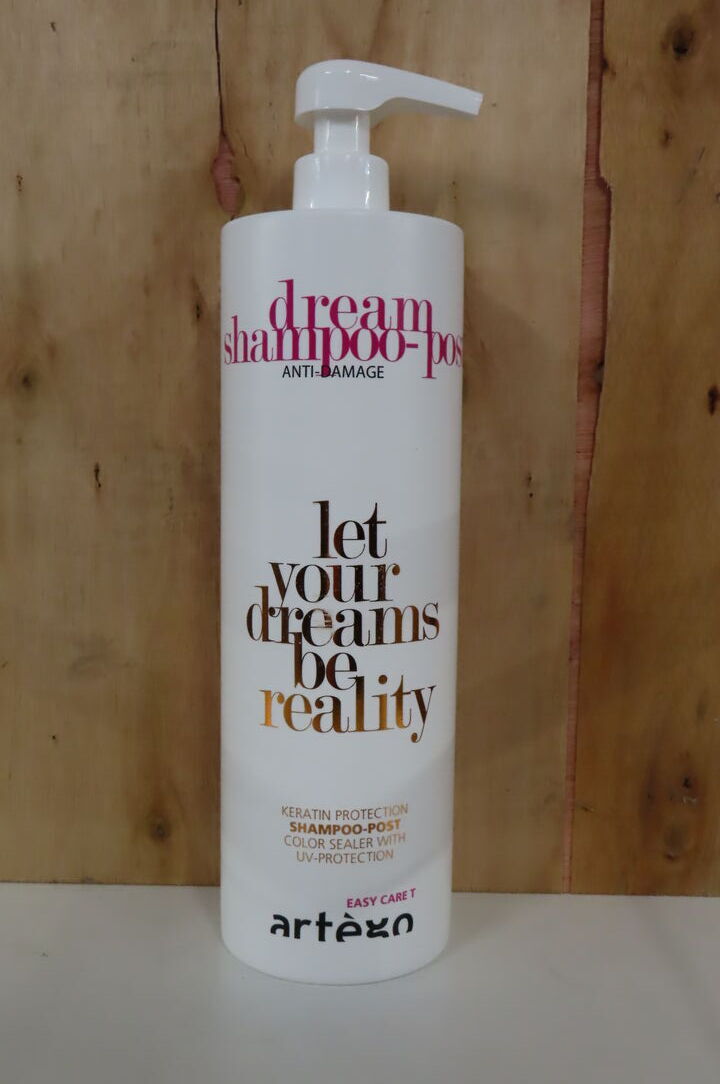 dream
shampoo-post
ANTI-DAMAGE
let
your
dreams
be
reality
KERATIN PROTECTION
SHAMPOO-POST
COLOR SEALER WITH
UV-PROTECTION
EASY CARE T
artègo